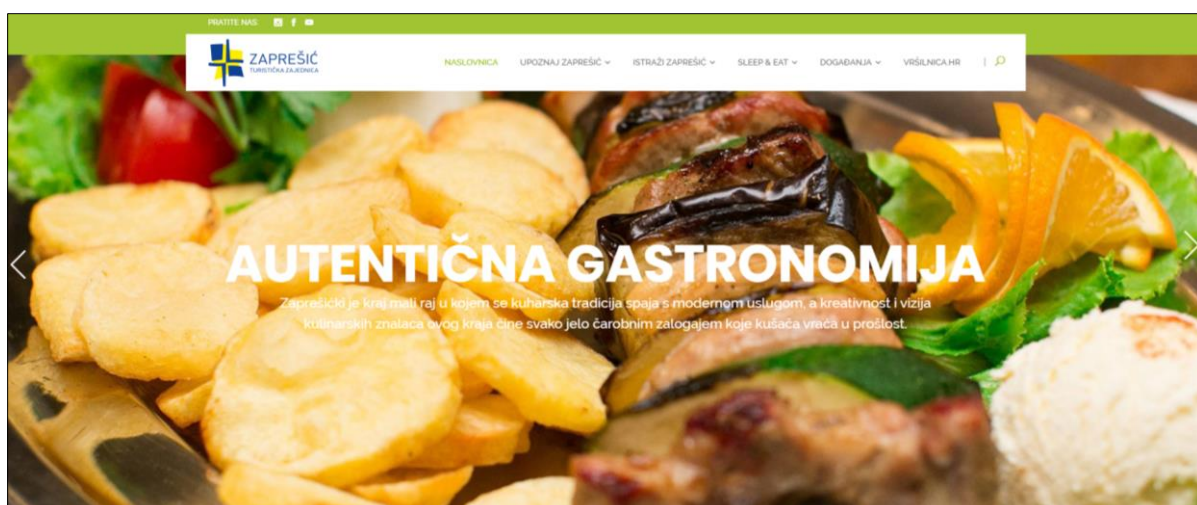 PRATITE NAS:
ZAPREŠIĆ
TURISTIČKA ZAJEDNICA
NASLOVNICA UPOZNAJ ZAPREŠIĆ ISTRAŽI ZAPREŠIĆ SLEEP & EAT DOGAĐANJA VRŠILNICA.HR |
AUTENTIČNA GASTRONOMIJA
Zaprešićki je kraj mali raj u kojem se kuharska tradicija spaja s modernom uslugom, a kreativnost i vizija
kulinarskih znalaca ovog kraja čine svako jelo čarobnim zalogajem koje kušača vraća u prošlost.